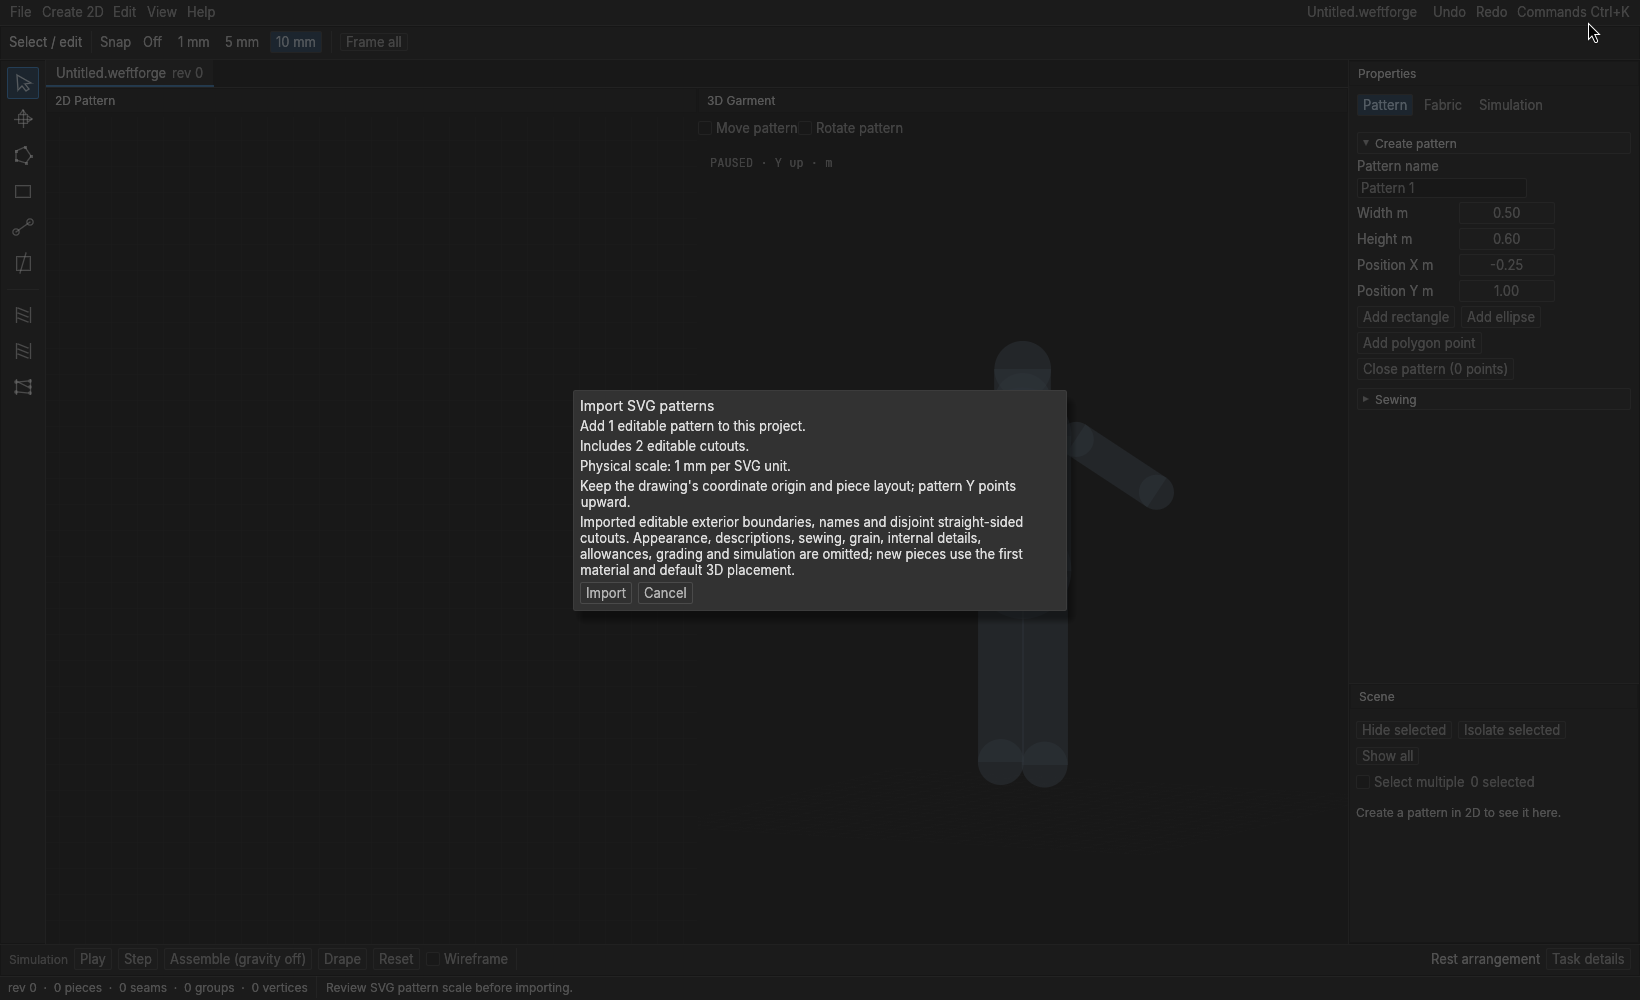 File Create 2D Edit View Help Untitled.weftforge Undo Redo Commands Ctrl+K
Select / edit Snap Off 1 mm 5 mm 10 mm Frame all
Untitled.weftforge rev 0
2D Pattern
3D Garment
Move pattern Rotate pattern
PAUSED · Y up · m
Properties
Pattern Fabric Simulation
Create pattern
Pattern name
Pattern 1
Width m 0.50
Height m 0.60
Position X m -0.25
Position Y m 1.00
Add rectangle Add ellipse
Add polygon point
Close pattern (0 points)
Sewing
Import SVG patterns
Add 1 editable pattern to this project.
Includes 2 editable cutouts.
Physical scale: 1 mm per SVG unit.
Keep the drawing's coordinate origin and piece layout; pattern Y points
upward.
Imported editable exterior boundaries, names and disjoint straight-sided
cutouts. Appearance, descriptions, sewing, grain, internal details,
allowances, grading and simulation are omitted; new pieces use the first
material and default 3D placement.
Import Cancel
Scene
Hide selected Isolate selected
Show all
Select multiple 0 selected
Create a pattern in 2D to see it here.
Simulation Play Step Assemble (gravity off) Drape Reset Wireframe Rest arrangement Task details
rev 0 · 0 pieces · 0 seams · 0 groups · 0 vertices Review SVG pattern scale before importing.